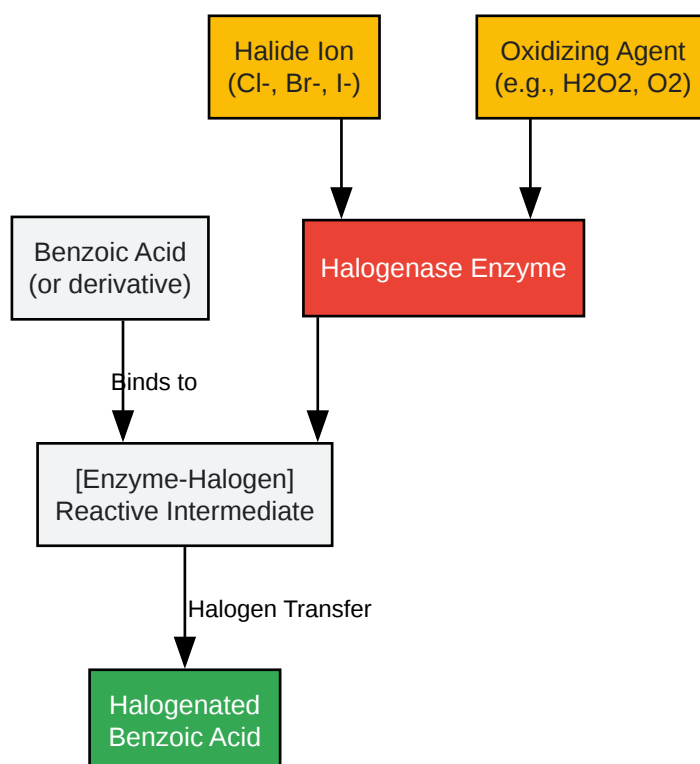 Halide Ion
(Cl-, Br-, I-)
Oxidizing Agent
(e.g., H2O2, O2)
Benzoic Acid
(or derivative)
Halogenase Enzyme
Binds to
[Enzyme-Halogen]
Reactive Intermediate
Halogen Transfer
Halogenated
Benzoic Acid